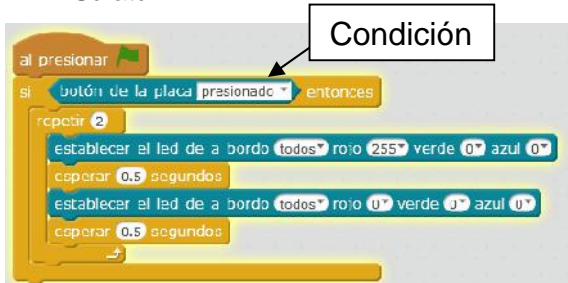 Condición
al presionar
si botón de la placa presionado entonces
repetir 2
establecer el led de a bordo todos rojo 255 verde 0 azul 0
esperar 0.5 segundos
establecer el led de a bordo todos rojo 0 verde 0 azul 0
esperar 0.5 segundos